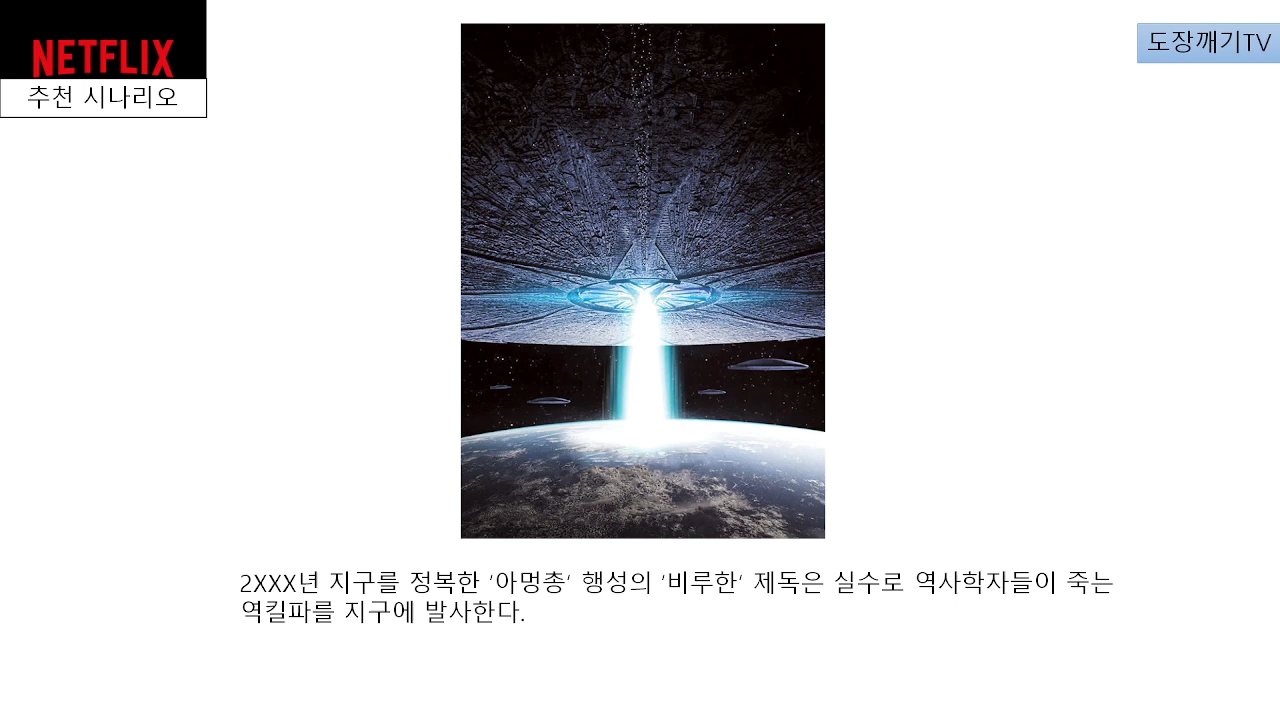 NETFLIX
추천 시나리오
도장깨기TV
2XXX년 지구를 정복한 '아멍총' 행성의 '비루한' 제독은 실수로 역사학자들이 죽는
역킬파를 지구에 발사한다.